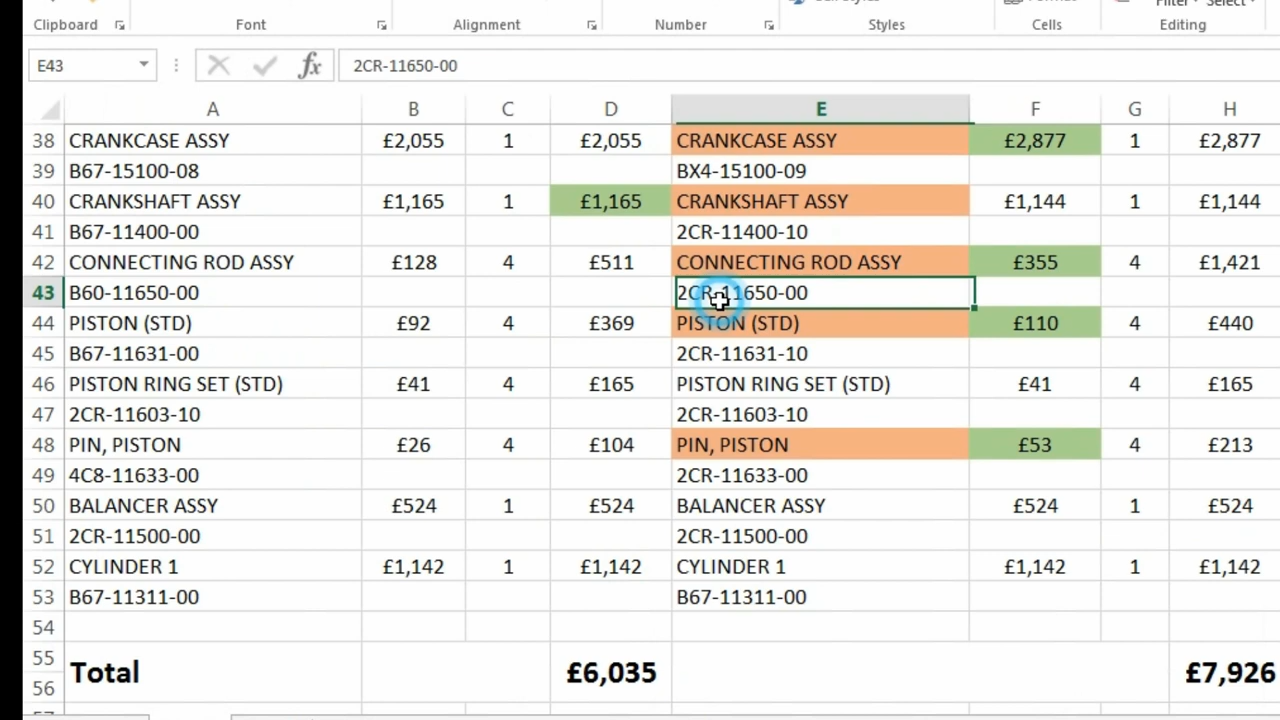 Clipboard Font Alignment Number Styles Cells Editing
E43 fx 2CR-11650-00
A B C D E F G H
38 CRANKCASE ASSY £2,055 1 £2,055 CRANKCASE ASSY £2,877 1 £2,877
39 B67-15100-08 BX4-15100-09
40 CRANKSHAFT ASSY £1,165 1 £1,165 CRANKSHAFT ASSY £1,144 1 £1,144
41 B67-11400-00 2CR-11400-10
42 CONNECTING ROD ASSY £128 4 £511 CONNECTING ROD ASSY £355 4 £1,421
43 B60-11650-00 2CR-11650-00
44 PISTON (STD) £92 4 £369 PISTON (STD) £110 4 £440
45 B67-11631-00 2CR-11631-10
46 PISTON RING SET (STD) £41 4 £165 PISTON RING SET (STD) £41 4 £165
47 2CR-11603-10 2CR-11603-10
48 PIN, PISTON £26 4 £104 PIN, PISTON £53 4 £213
49 4C8-11633-00 2CR-11633-00
50 BALANCER ASSY £524 1 £524 BALANCER ASSY £524 1 £524
51 2CR-11500-00 2CR-11500-00
52 CYLINDER 1 £1,142 1 £1,142 CYLINDER 1 £1,142 1 £1,142
53 B67-11311-00 B67-11311-00
54
55 Total £6,035 £7,926
56